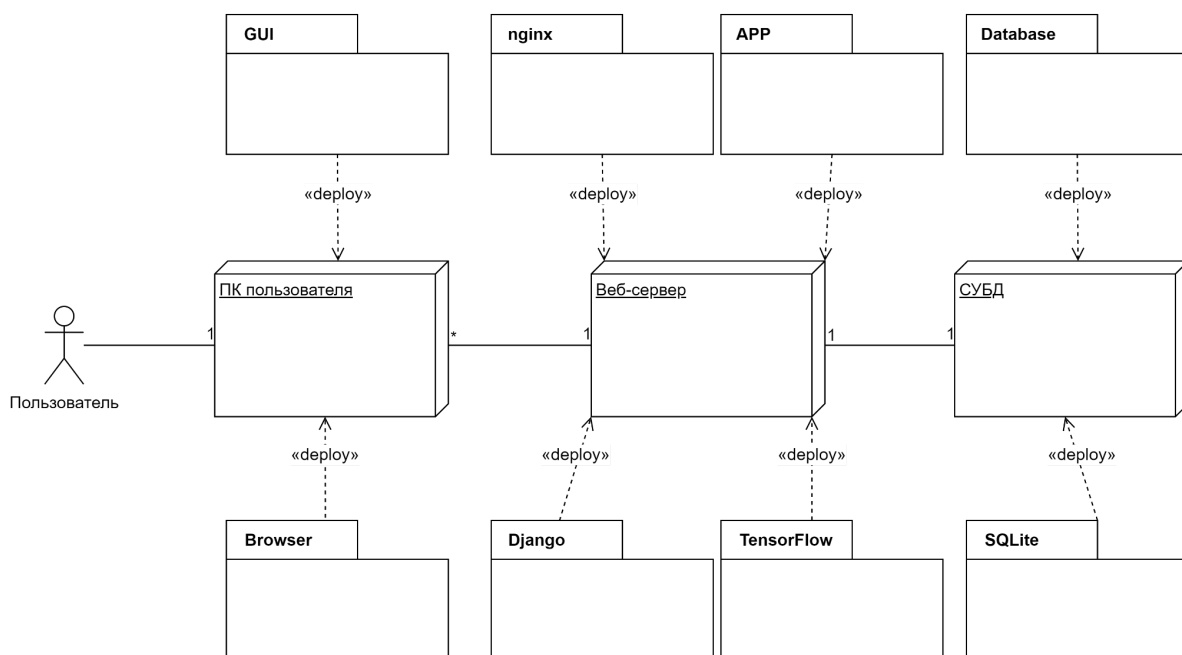 GUI
nginx
APP
Database
«deploy»
«deploy»
«deploy»
«deploy»
ПК пользователя
Веб-сервер
СУБД
1
*
1
1
1
Пользователь
«deploy»
«deploy»
«deploy»
«deploy»
Browser
Django
TensorFlow
SQLite